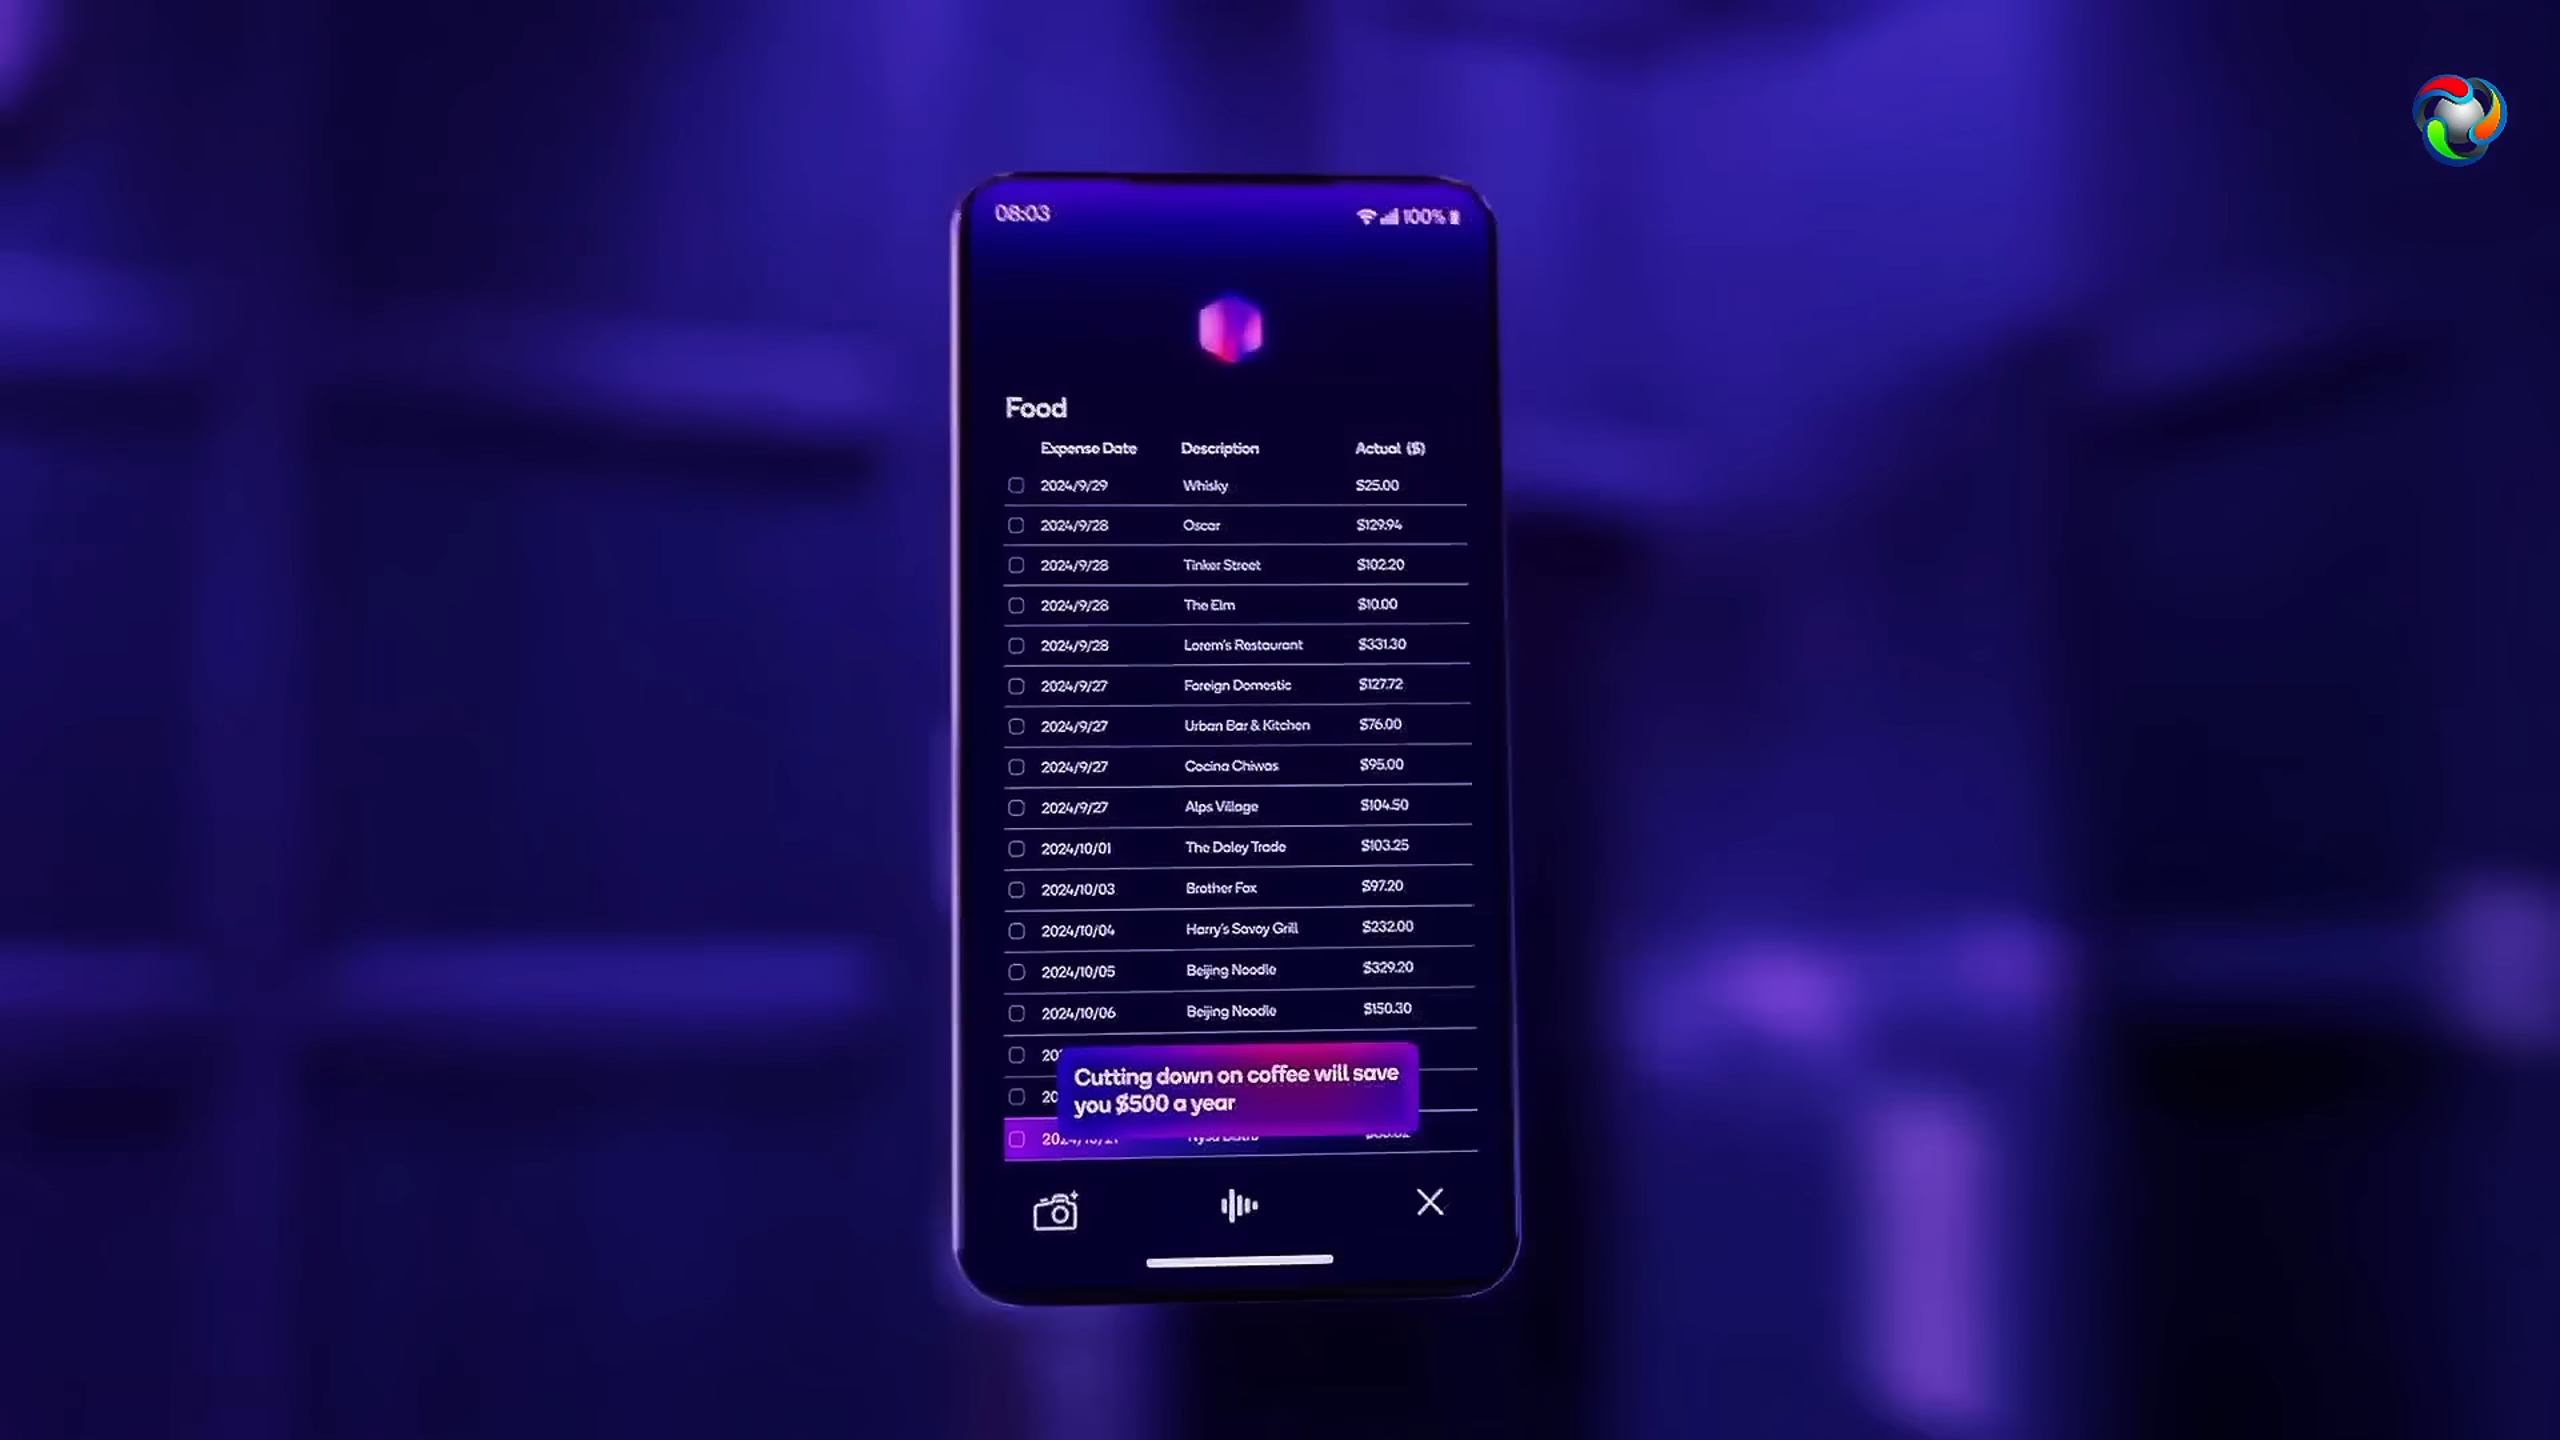 08:03 100%
Food
Expense Date Description Actual ($)
2024/9/29 Whisky $25.00
2024/9/28 Oscar $129.94
2024/9/28 Tinker Street $102.20
2024/9/28 The Elm $10.00
2024/9/28 Lorem's Restaurant $331.30
2024/9/27 Foreign Domestic $127.72
2024/9/27 Urban Bar & Kitchen $76.00
2024/9/27 Cocina Chiwas $95.00
2024/9/27 Alps Village $104.50
2024/10/01 The Daley Trade $103.25
2024/10/03 Brother Fox $97.20
2024/10/04 Harry's Savoy Grill $232.00
2024/10/05 Beijing Noodle $329.20
2024/10/06 Beijing Noodle $150.30
Cutting down on coffee will save
you $500 a year